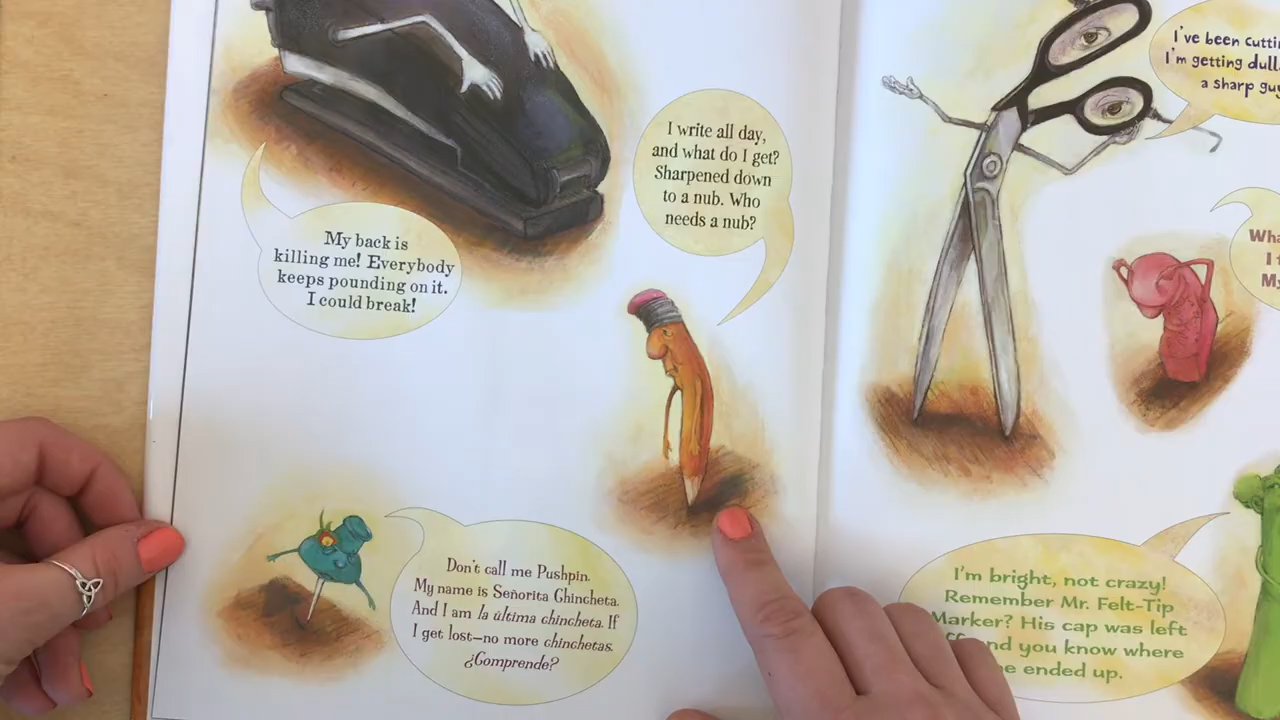 My back is
killing me! Everybody
keeps pounding on it.
I could break!
I write all day,
and what do I get?
Sharpened down
to a nub. Who
needs a nub?
Don't call me Pushpin.
My name is Señorita Chincheta.
And I am la última chincheta. If
I get lost—no more chinchetas.
¿Comprende?
I've been
I'm getting dull.
a sharp
I
My
I'm bright, not crazy!
Remember Mr. Felt-Tip
Marker? His cap was left
and you know where
he ended up.